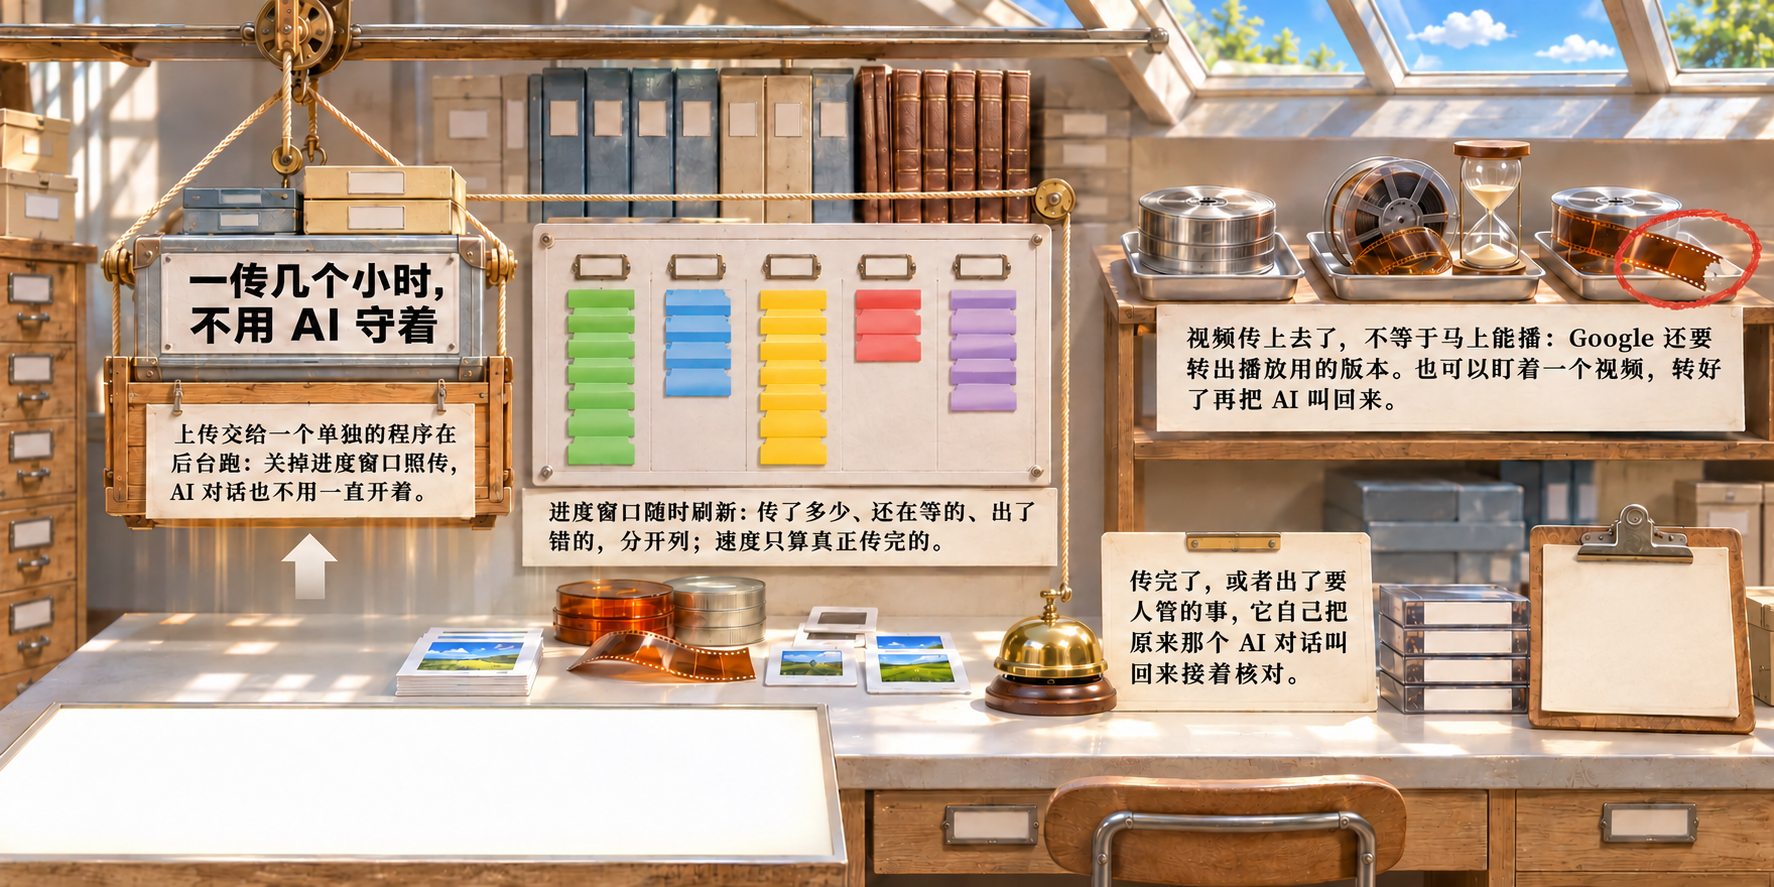 一传几个小时,
不用 AI 守着
上传交给一个单独的程序在
后台跑：关掉进度窗口照传，
AI 对话也不用一直开着。
进度窗口随时刷新：传了多少、还在等的、出了
错的，分开列；速度只算真正传完的。
视频传上去了，不等于马上能播：Google 还要
转出播放用的版本。也可以盯着一个视频，转好
了再把 AI 叫回来。
传完了，或者出了要
人管的事，它自己把
原来那个 AI 对话叫
回来接着核对。